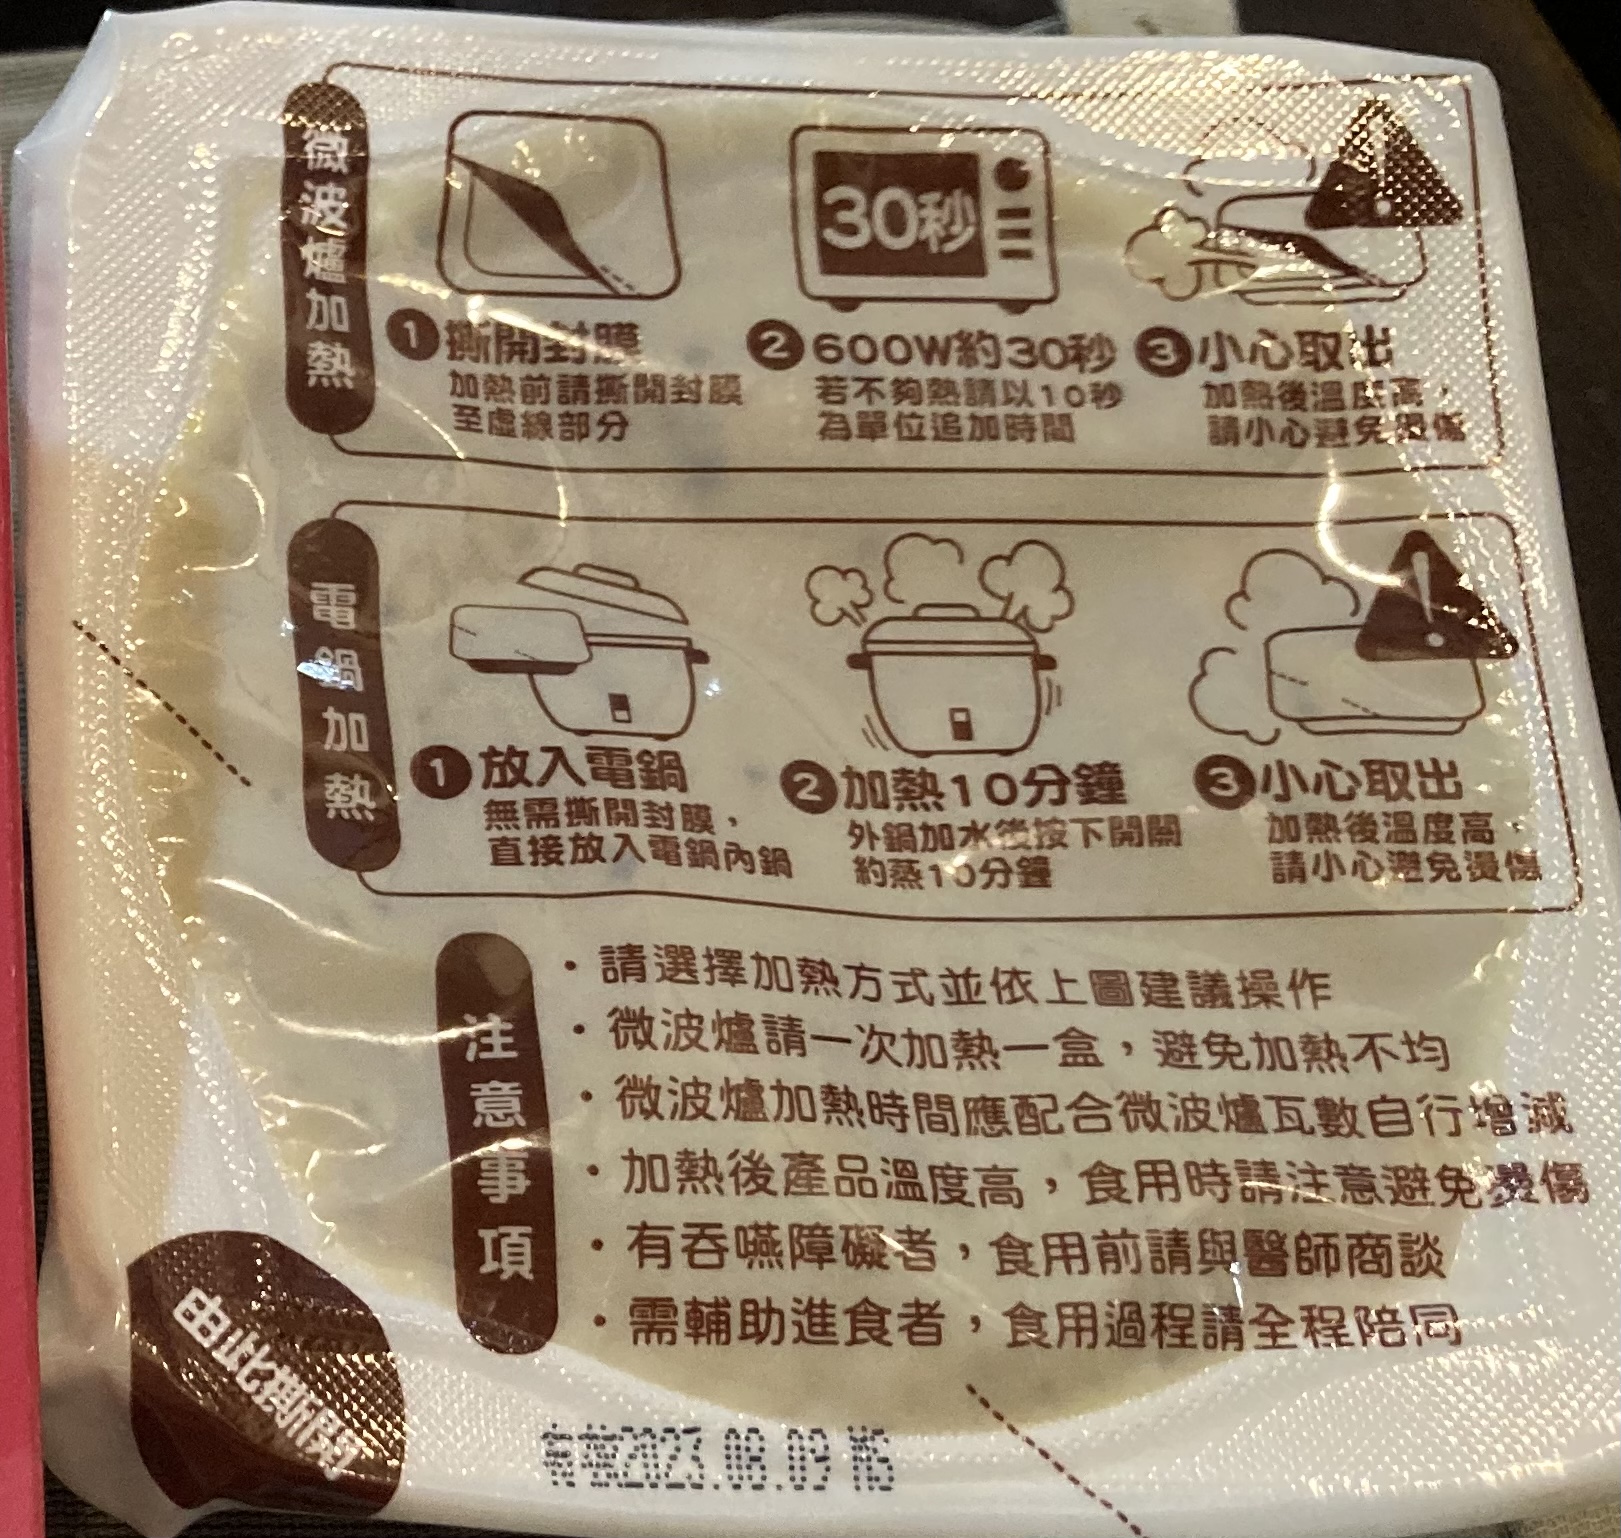 微波爐加熱
30秒
1 撕開封膜
加熱前請撕開封膜
至虛線部分
2 600W約30秒
若不夠熱請以10秒
為單位追加時間
3 小心取出
加熱後溫度高，
請小心避免燙傷
電鍋加熱
1 放入電鍋
無需撕開封膜，
直接放入電鍋內鍋
2 加熱10分鐘
外鍋加水後按下開關
約蒸10分鐘
3 小心取出
加熱後溫度高，
請小心避免燙傷
注意事項
・請選擇加熱方式並依上圖建議操作
・微波爐請一次加熱一盒，避免加熱不均
・微波爐加熱時間應配合微波爐瓦數自行增減
・加熱後產品溫度高，食用時請注意避免燙傷
・有吞嚥障礙者，食用前請與醫師商談
・需輔助進食者，食用過程請全程陪同
由此撕開
2023.08.09